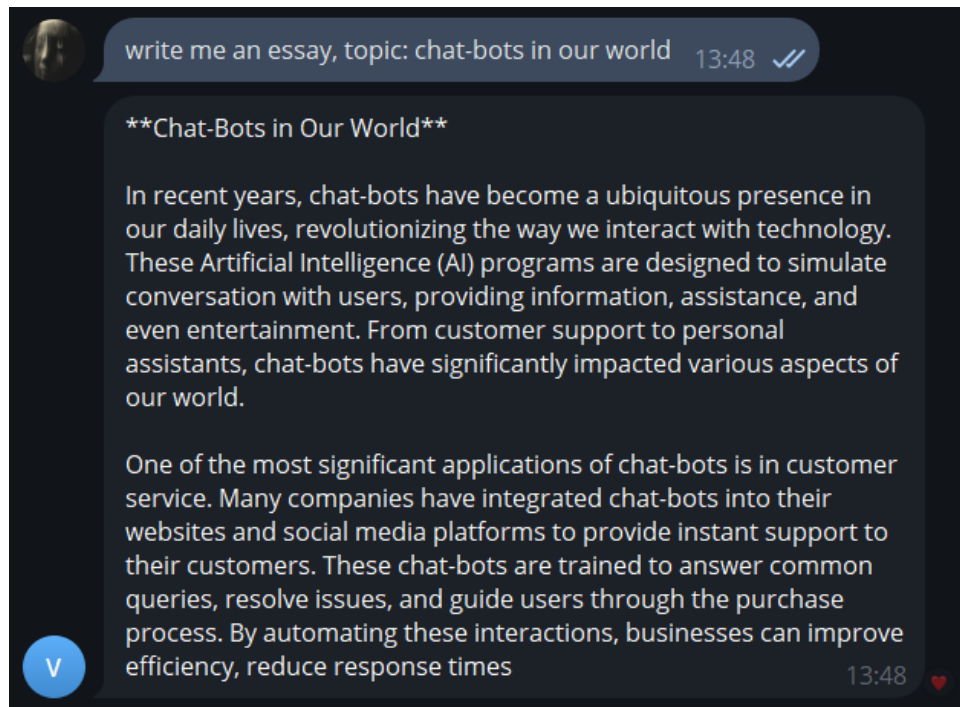 write me an essay, topic: chat-bots in our world 13:48
**Chat-Bots in Our World**
In recent years, chat-bots have become a ubiquitous presence in
our daily lives, revolutionizing the way we interact with technology.
These Artificial Intelligence (AI) programs are designed to simulate
conversation with users, providing information, assistance, and
even entertainment. From customer support to personal
assistants, chat-bots have significantly impacted various aspects of
our world.
One of the most significant applications of chat-bots is in customer
service. Many companies have integrated chat-bots into their
websites and social media platforms to provide instant support to
their customers. These chat-bots are trained to answer common
queries, resolve issues, and guide users through the purchase
process. By automating these interactions, businesses can improve
efficiency, reduce response times
V
13:48